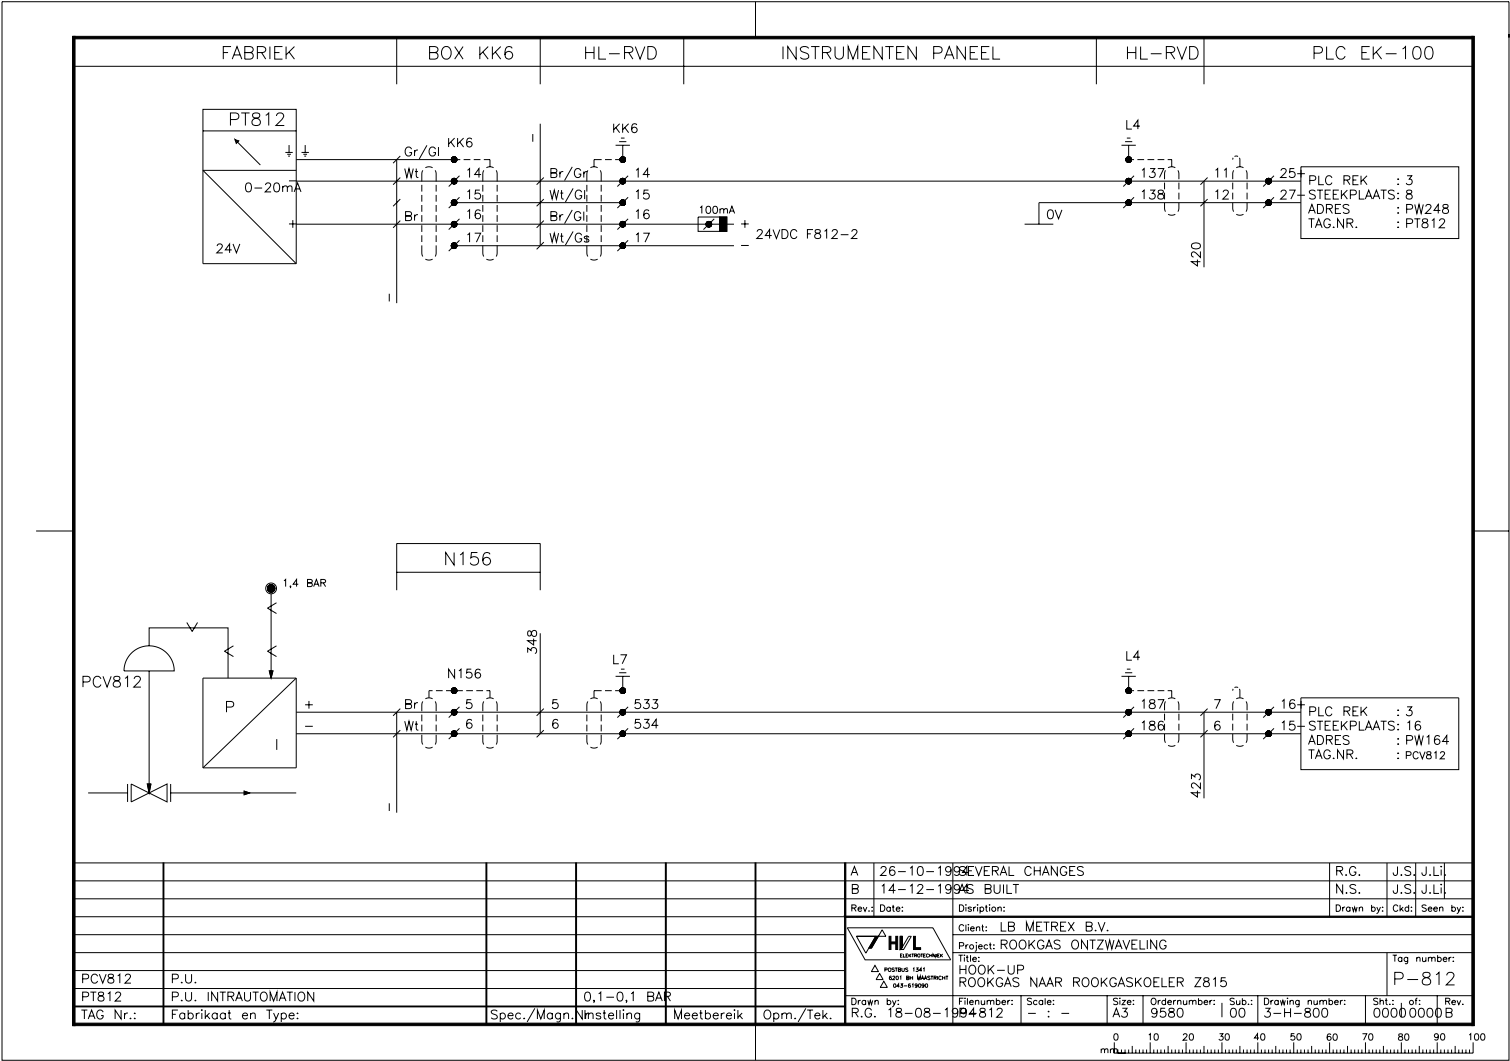 FABRIEK BOX KK6 HL-RVD INSTRUMENTEN PANEEL HL-RVD PLC EK-100
PT812
0-20mA
+
24V
Gr/Gl
Wt
Br
KK6
14
15
16
17
I
I
Br/Gr
Wt/Gl
Br/Gl
Wt/Gs
KK6
14
15
16
17
100mA
+
24VDC F812-2
-
0V
L4
137
138
11
12
420
25+
27-
PLC REK : 3
STEEKPLAATS: 8
ADRES : PW248
TAG.NR. : PT812
N156
1,4 BAR
PCV812
P
I
+
-
Br
Wt
I
N156
5
6
348
5
6
L7
533
534
L4
187
186
7
6
423
16+
15-
PLC REK : 3
STEEKPLAATS: 16
ADRES : PW164
TAG.NR. : PCV812
PCV812 P.U.
PT812 P.U. INTRAUTOMATION 0,1-0,1 BAR
TAG Nr.: Fabrikaat en Type: Spec./Magn.Nr. Instelling Meetbereik Opm./Tek.
A 26-10-1994 SEVERAL CHANGES R.G. J.S. J.Li.
B 14-12-1994 AS BUILT N.S. J.S. J.Li.
Rev.: Date: Disription: Drawn by: Ckd: Seen by:
HVL
ELEKTROTECHNIEK
POSTBUS 1341
6201 BH MAASTRICHT
043-619090
Client: LB METREX B.V.
Project: ROOKGAS ONTZWAVELING
Title:
HOOK-UP
ROOKGAS NAAR ROOKGASKOELER Z815
Tag number:
P-812
Drawn by: Filenumber: Scale: Size: Ordernumber: Sub.: Drawing number: Sht.: of: Rev.
R.G. 18-08-1994 P-812 - : - A3 9580 00 3-H-800 0000 0000 B
mm 0 10 20 30 40 50 60 70 80 90 100